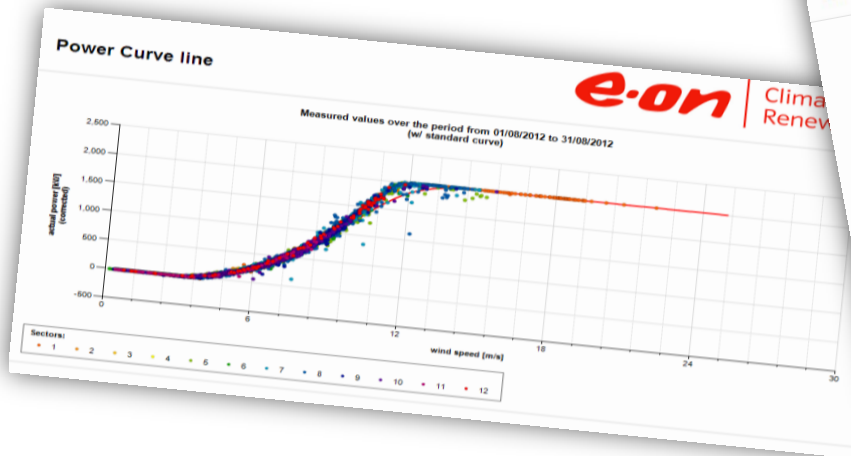 Power Curve line
e·on
Clima
Renew
Measured values over the period from 01/08/2012 to 31/08/2012
(w/ standard curve)
actual power [kW]
(corrected)
2,500
2,000
1,500
1,000
500
0
-500
0
6
12
18
24
30
wind speed [m/s]
Sectors:
1 2 3 4 5 6 7 8 9 10 11 12